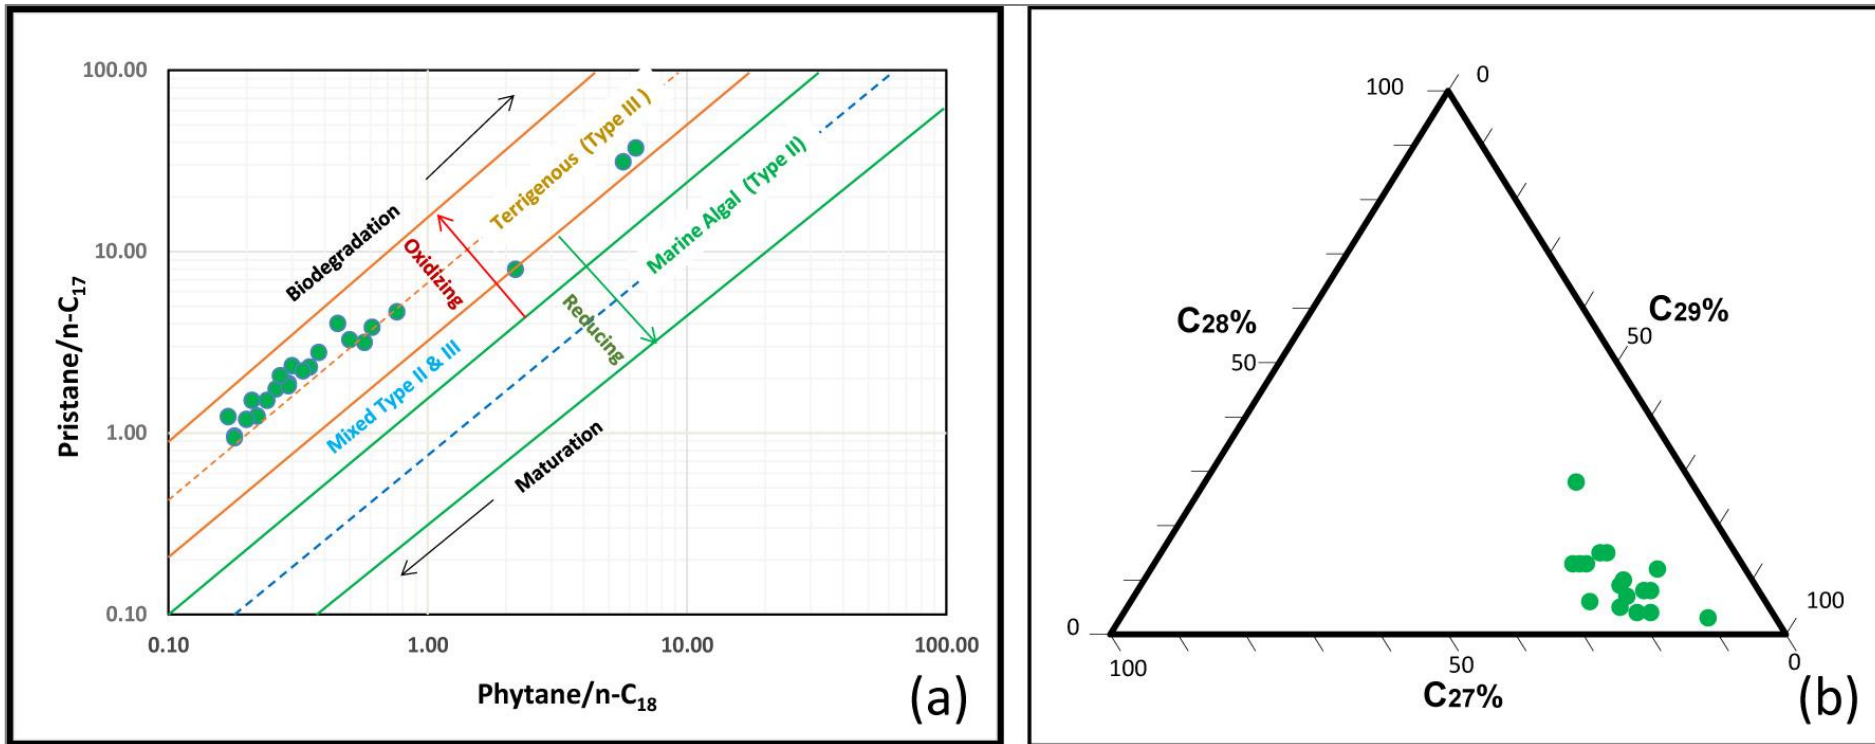 100.00
10.00
1.00
0.10
Pristane/n-C17
0.10
1.00
10.00
100.00
Phytane/n-C18
Biodegradation
Oxidizing
Terrigenous (Type III )
Marine Algal (Type II)
Reducing
Mixed Type II & III
Maturation
(a)
100
0
C28%
50
C29%
50
0
100
100
50
0
C27%
(b)